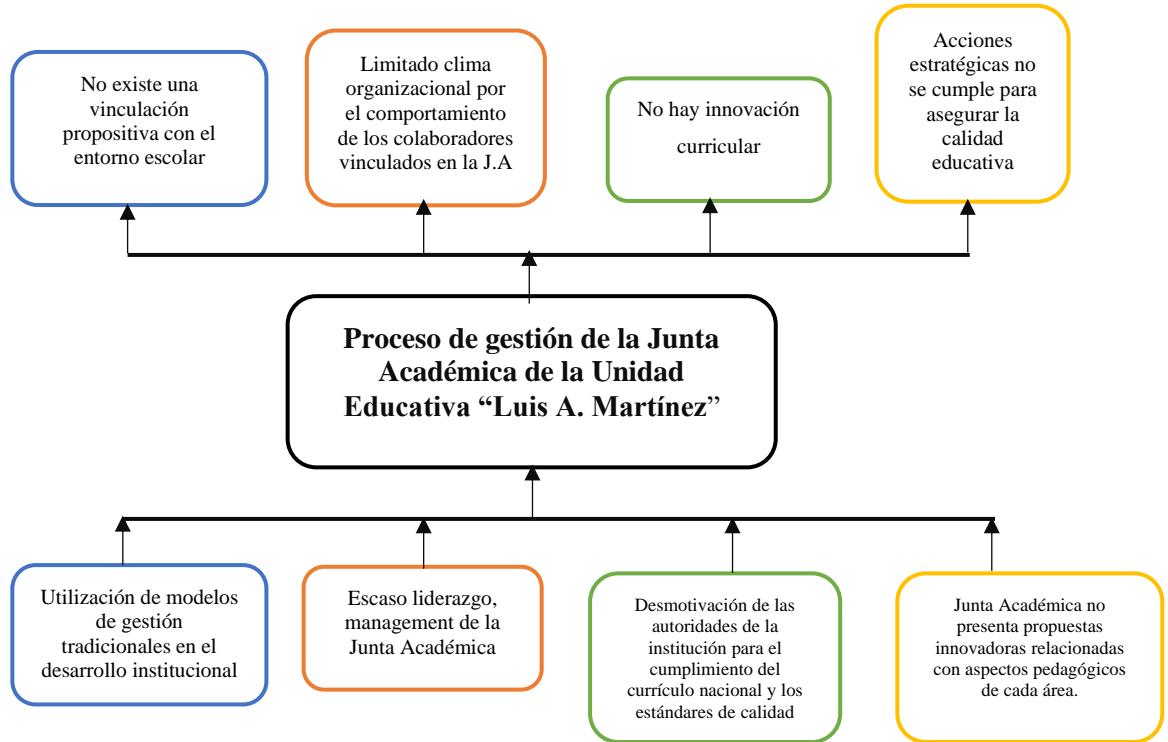 No existe una
vinculación
propositiva con el
entorno escolar
Limitado clima
organizacional por
el comportamiento
de los colaboradores
vinculados en la J.A
No hay innovación
curricular
Acciones
estratégicas no
se cumple para
asegurar la
calidad
educativa
Proceso de gestión de la Junta
Académica de la Unidad
Educativa “Luis A. Martínez”
Utilización de modelos
de gestión
tradicionales en el
desarrollo institucional
Escaso liderazgo,
management de la
Junta Académica
Desmotivación de las
autoridades de la
institución para el
cumplimiento del
currículo nacional y los
estándares de calidad
Junta Académica no
presenta propuestas
innovadoras relacionadas
con aspectos pedagógicos
de cada área.